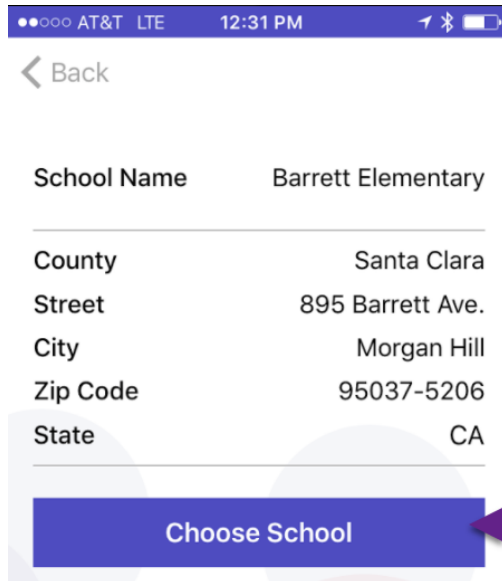 AT&T LTE 12:31 PM
Back
School Name Barrett Elementary
County Santa Clara
Street 895 Barrett Ave.
City Morgan Hill
Zip Code 95037-5206
State CA
Choose School